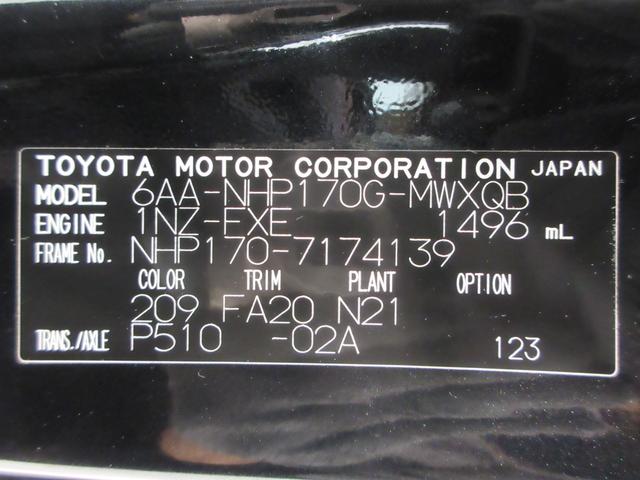 TOYOTA MOTOR CORPORATION JAPAN
MODEL 6AA-NHP170G-MWXQB
ENGINE 1NZ-FXE 1496 mL
FRAME No. NHP170-7174139
COLOR TRIM PLANT OPTION
209 FA20 N21
TRANS./AXLE P510 -02A 123